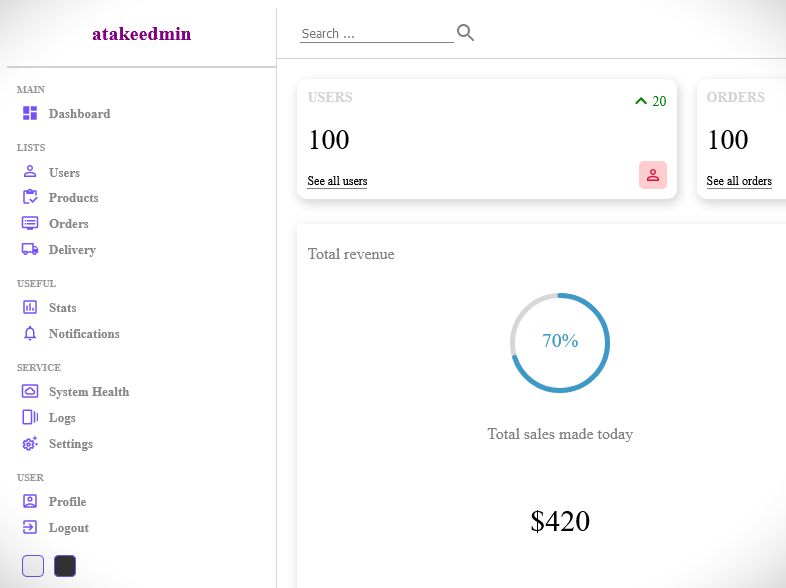 atakeedmin
MAIN
Dashboard
LISTS
Users
Products
Orders
Delivery
USEFUL
Stats
Notifications
SERVICE
System Health
Logs
Settings
USER
Profile
Logout
Search ...
USERS
20
100
See all users
ORDERS
100
See all orders
Total revenue
70%
Total sales made today
$420